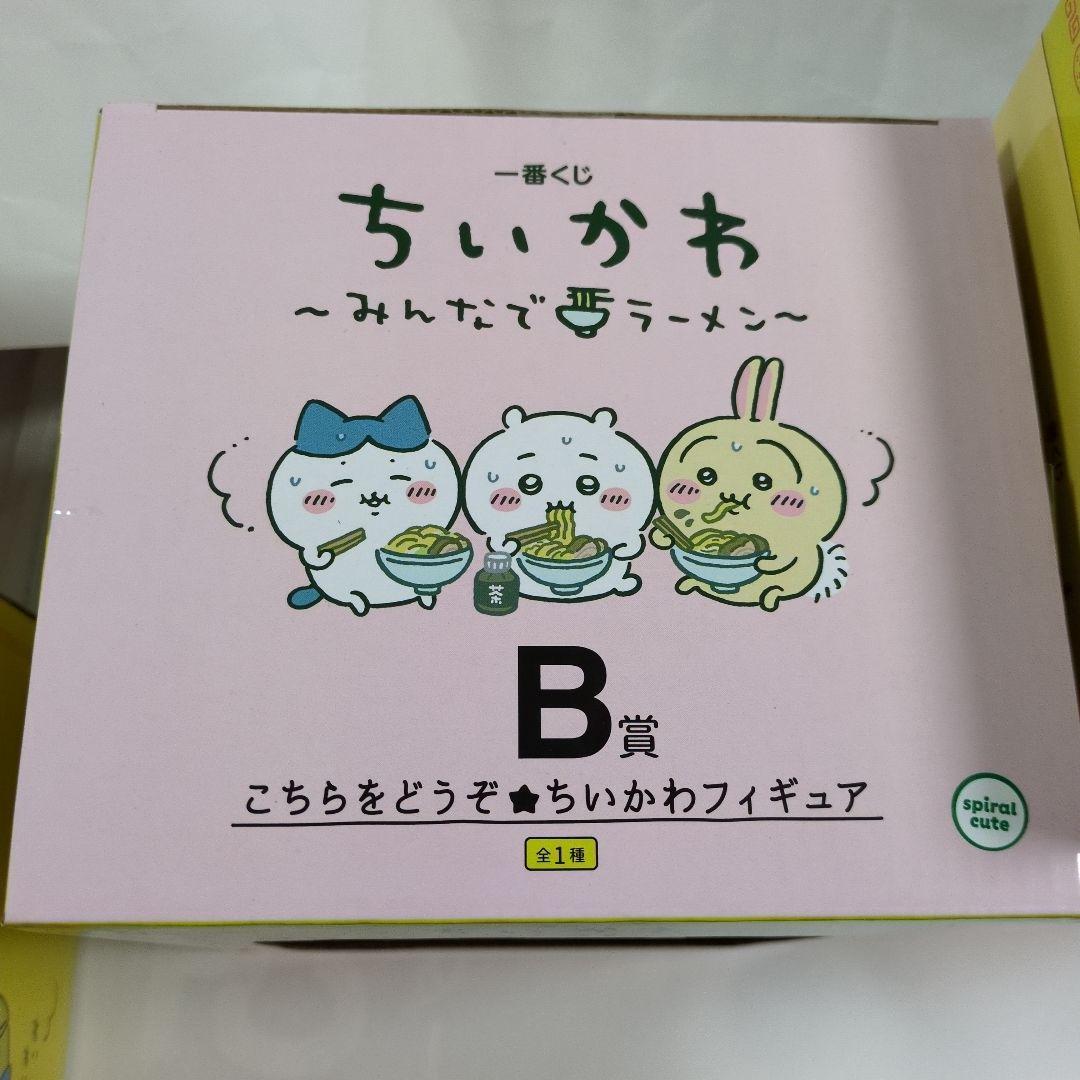 一番くじ
ちいかわ
〜みんなでラーメン〜
茶
B賞
こちらをどうぞ★ちいかわフィギュア
全1種
spiral
cute